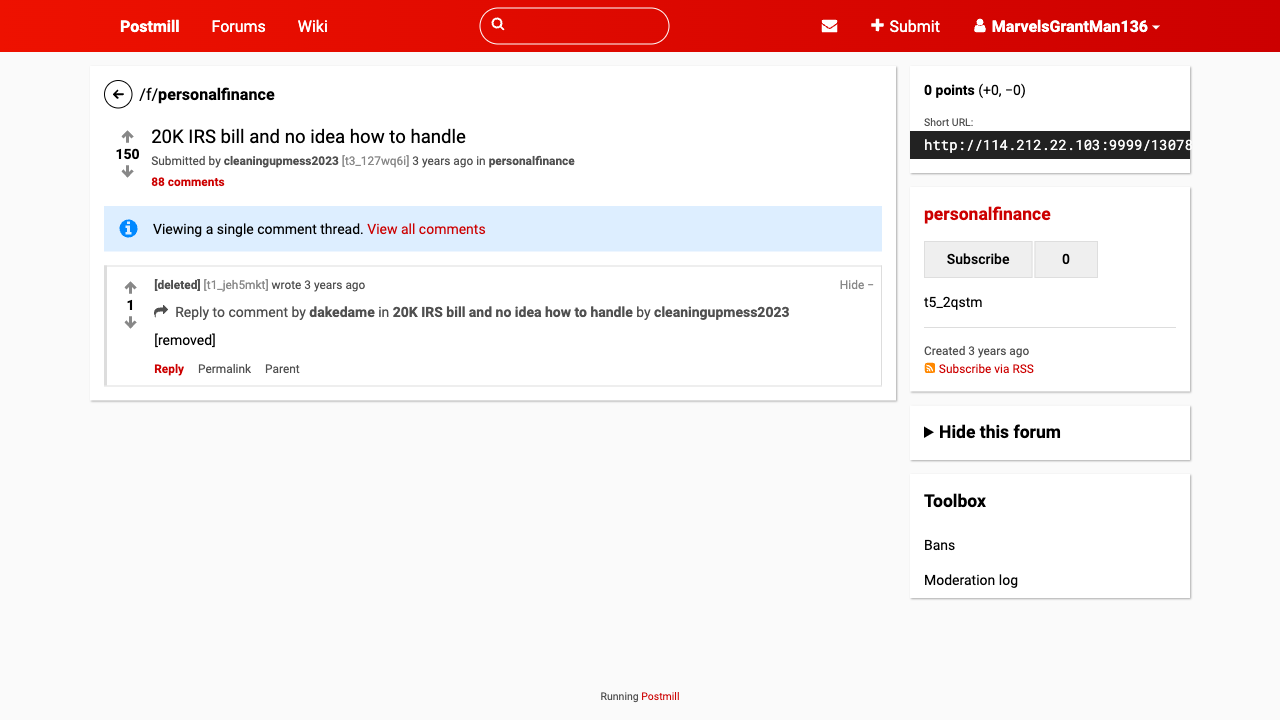 Postmill
Forums
Wiki
Submit
MarvelsGrantMan136
/f/personalfinance
150
20K IRS bill and no idea how to handle
Submitted by cleaningupmess2023 [t3_127wq6i] 3 years ago in personalfinance
88 comments
Viewing a single comment thread. View all comments
1
[deleted] [t1_jeh5mkt] wrote 3 years ago
Hide −
Reply to comment by dakedame in 20K IRS bill and no idea how to handle by cleaningupmess2023
[removed]
Reply Permalink Parent
0 points (+0, −0)
Short URL:
http://114.212.22.103:9999/13078
personalfinance
Subscribe 0
t5_2qstm
Created 3 years ago
Subscribe via RSS
Hide this forum
Toolbox
Bans
Moderation log
Running Postmill